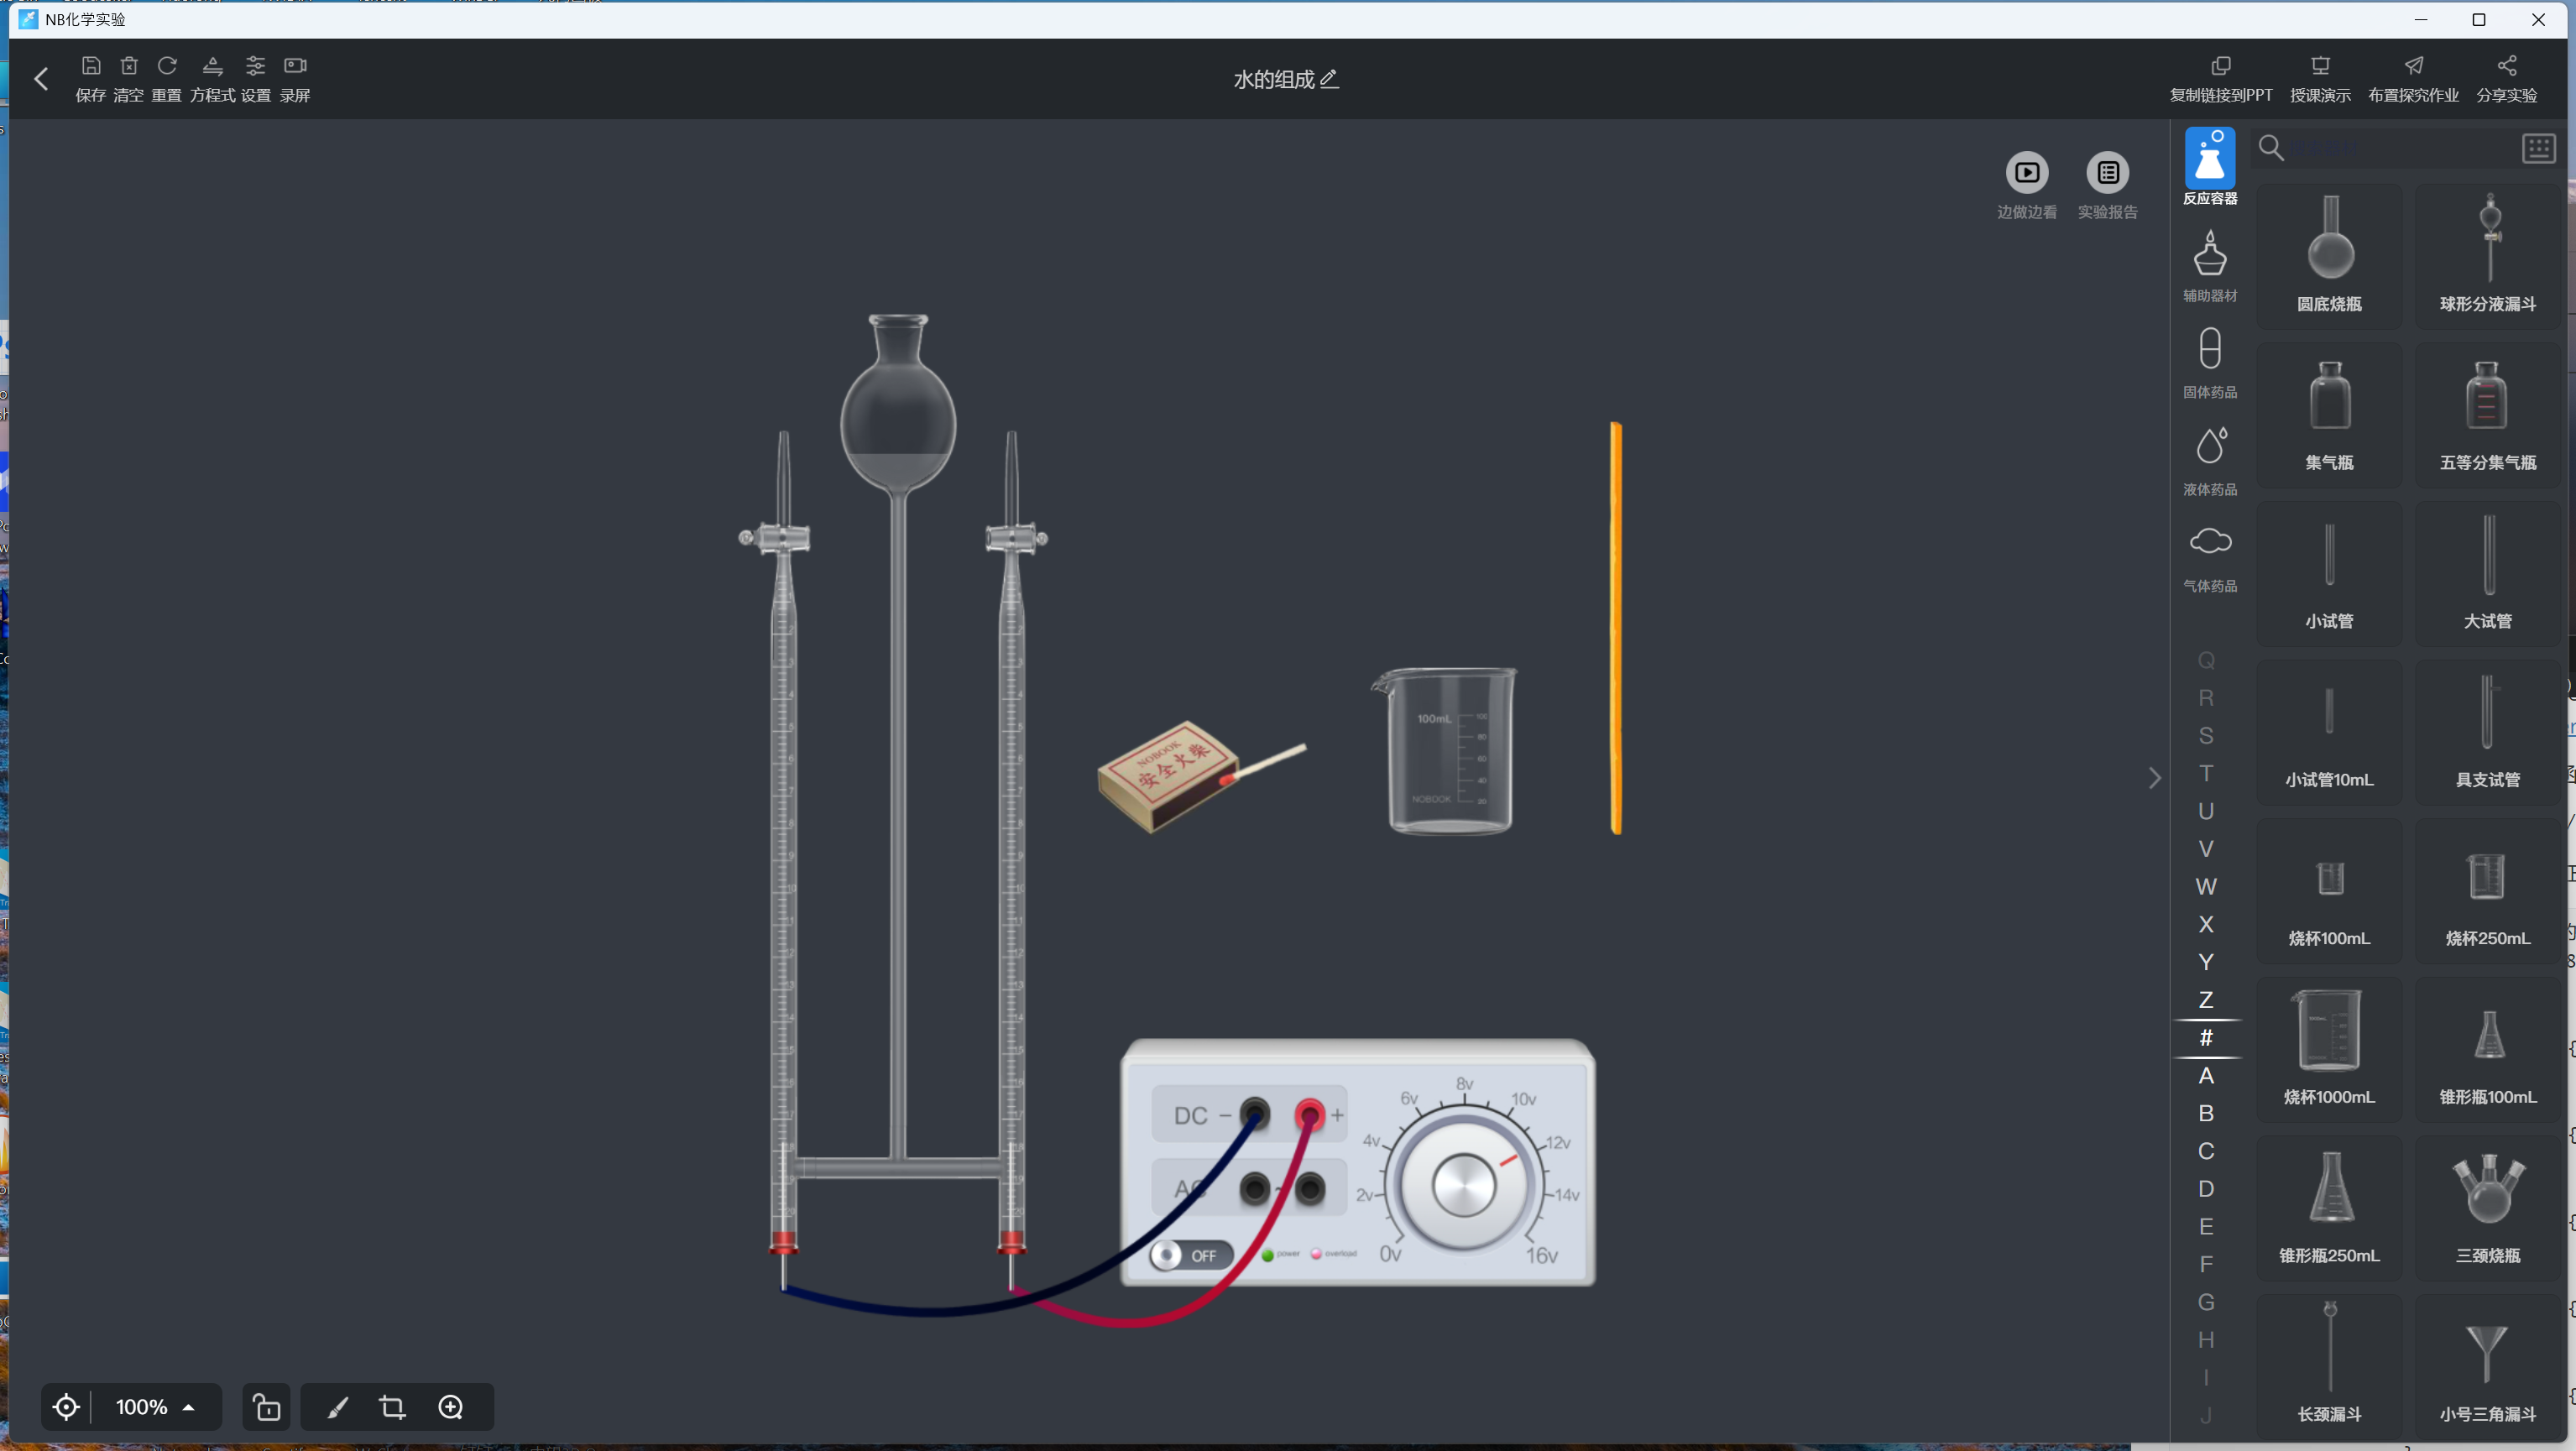 NB化学实验
保存 清空 重置 方程式 设置 录屏
水的组成
复制链接到PPT 授课演示 布置探究作业 分享实验
边做边看 实验报告
反应容器
辅助器材
固体药品
液体药品
气体药品
圆底烧瓶 球形分液漏斗
集气瓶 五等分集气瓶
小试管 大试管
小试管10mL 具支试管
烧杯100mL 烧杯250mL
烧杯1000mL 锥形瓶100mL
锥形瓶250mL 三颈烧瓶
长颈漏斗 小号三角漏斗
Q
R
S
T
U
V
W
X
Y
Z
#
A
B
C
D
E
F
G
H
I
J
NOBOOK
安全火柴
100mL
100
80
60
40
20
NOBOOK
DC − +
AC ~
OFF
power overload
0v
2v
4v
6v
8v
10v
12v
14v
16v
100%